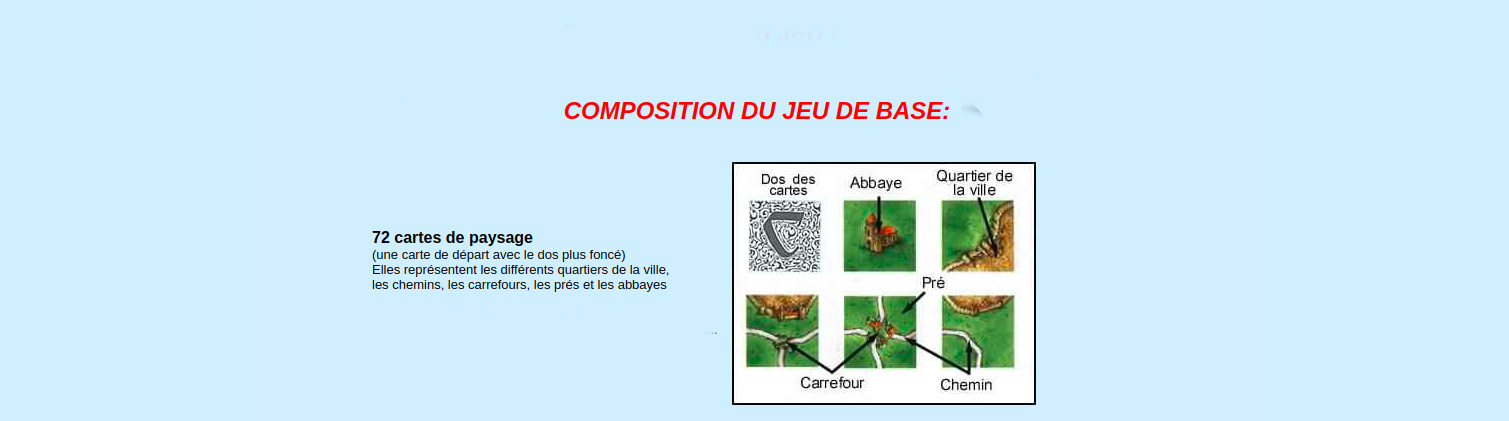 COMPOSITION DU JEU DE BASE:
72 cartes de paysage
(une carte de départ avec le dos plus foncé)
Elles représentent les différents quartiers de la ville,
les chemins, les carrefours, les prés et les abbayes
Dos des
cartes
Abbaye
Quartier de
la ville
Pré
Carrefour
Chemin